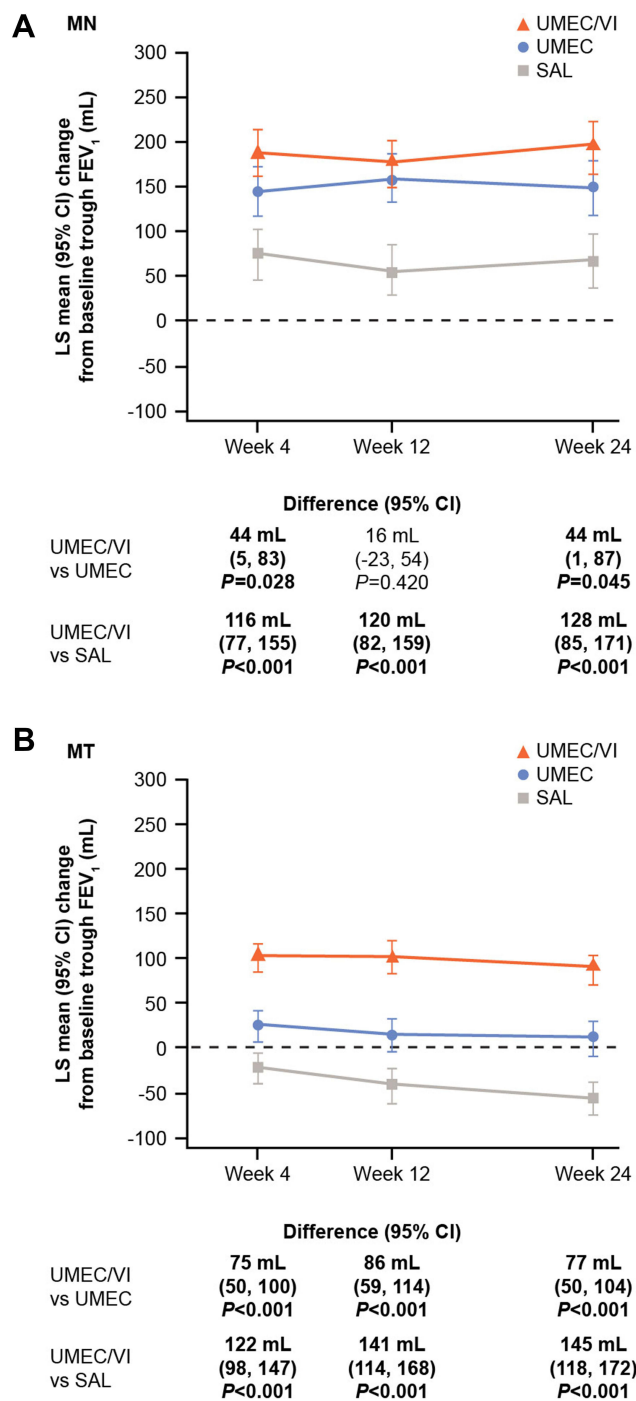 A
MN
UMEC/VI
UMEC
SAL
LS mean (95% CI) change
from baseline trough FEV1 (mL)
300
250
200
150
100
50
0
-50
-100
Week 4 Week 12 Week 24
Difference (95% CI)
UMEC/VI
vs UMEC
44 mL 16 mL 44 mL
(5, 83) (-23, 54) (1, 87)
P=0.028 P=0.420 P=0.045
UMEC/VI
vs SAL
116 mL 120 mL 128 mL
(77, 155) (82, 159) (85, 171)
P<0.001 P<0.001 P<0.001
B
MT
UMEC/VI
UMEC
SAL
LS mean (95% CI) change
from baseline trough FEV1 (mL)
300
250
200
150
100
50
0
-50
-100
Week 4 Week 12 Week 24
Difference (95% CI)
UMEC/VI
vs UMEC
75 mL 86 mL 77 mL
(50, 100) (59, 114) (50, 104)
P<0.001 P<0.001 P<0.001
UMEC/VI
vs SAL
122 mL 141 mL 145 mL
(98, 147) (114, 168) (118, 172)
P<0.001 P<0.001 P<0.001